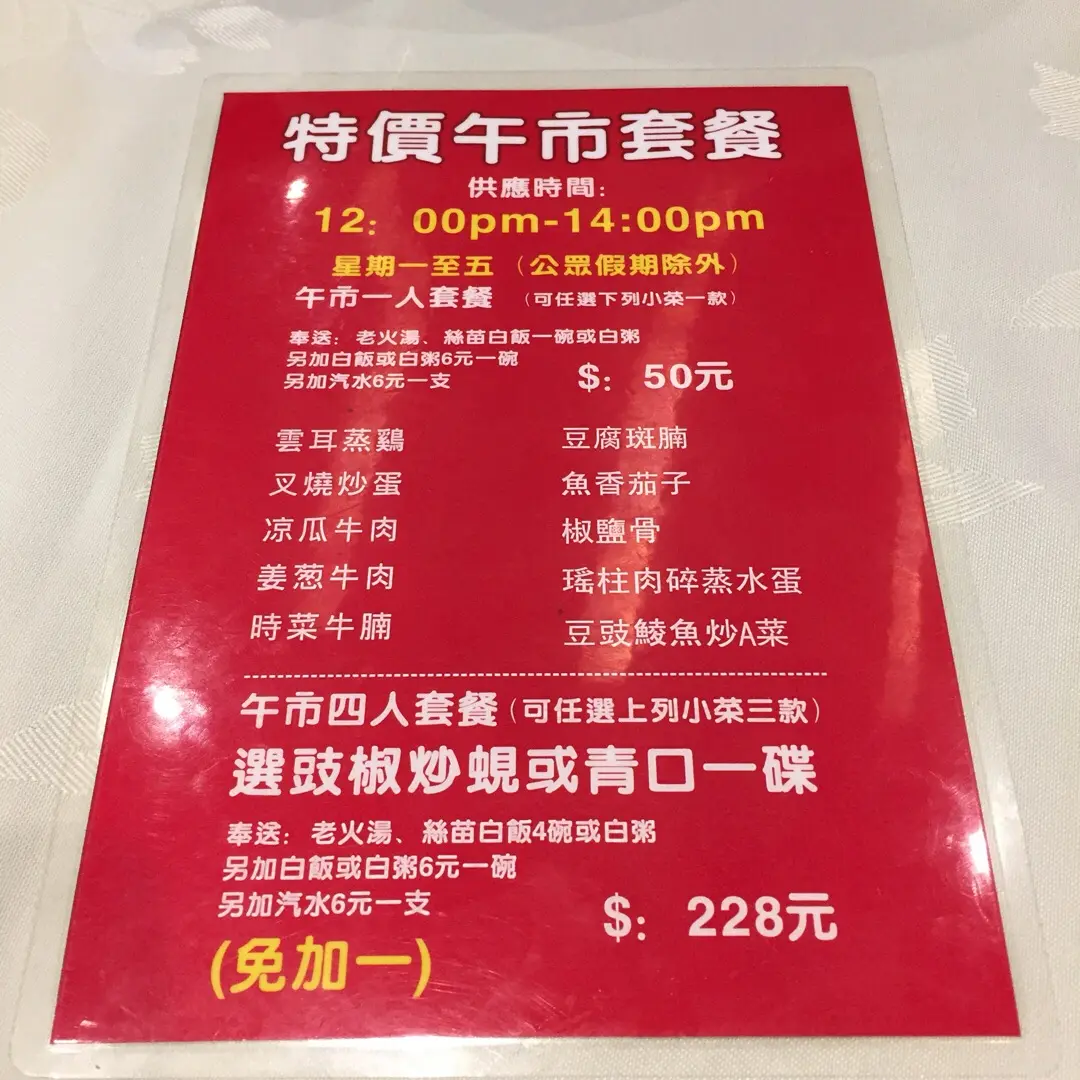 特價午市套餐
供應時間:
12：00pm-14:00pm
星期一至五（公眾假期除外）
午市一人套餐（可任選下列小菜一款）
奉送：老火湯、絲苗白飯一碗或白粥
另加白飯或白粥6元一碗
另加汽水6元一支
$：50元
雲耳蒸鷄 豆腐斑腩
叉燒炒蛋 魚香茄子
凉瓜牛肉 椒鹽骨
姜葱牛肉 瑤柱肉碎蒸水蛋
時菜牛腩 豆豉鯪魚炒A菜
午市四人套餐（可任選上列小菜三款）
選豉椒炒蜆或青口一碟
奉送：老火湯、絲苗白飯4碗或白粥
另加白飯或白粥6元一碗
另加汽水6元一支
$：228元
(免加一)